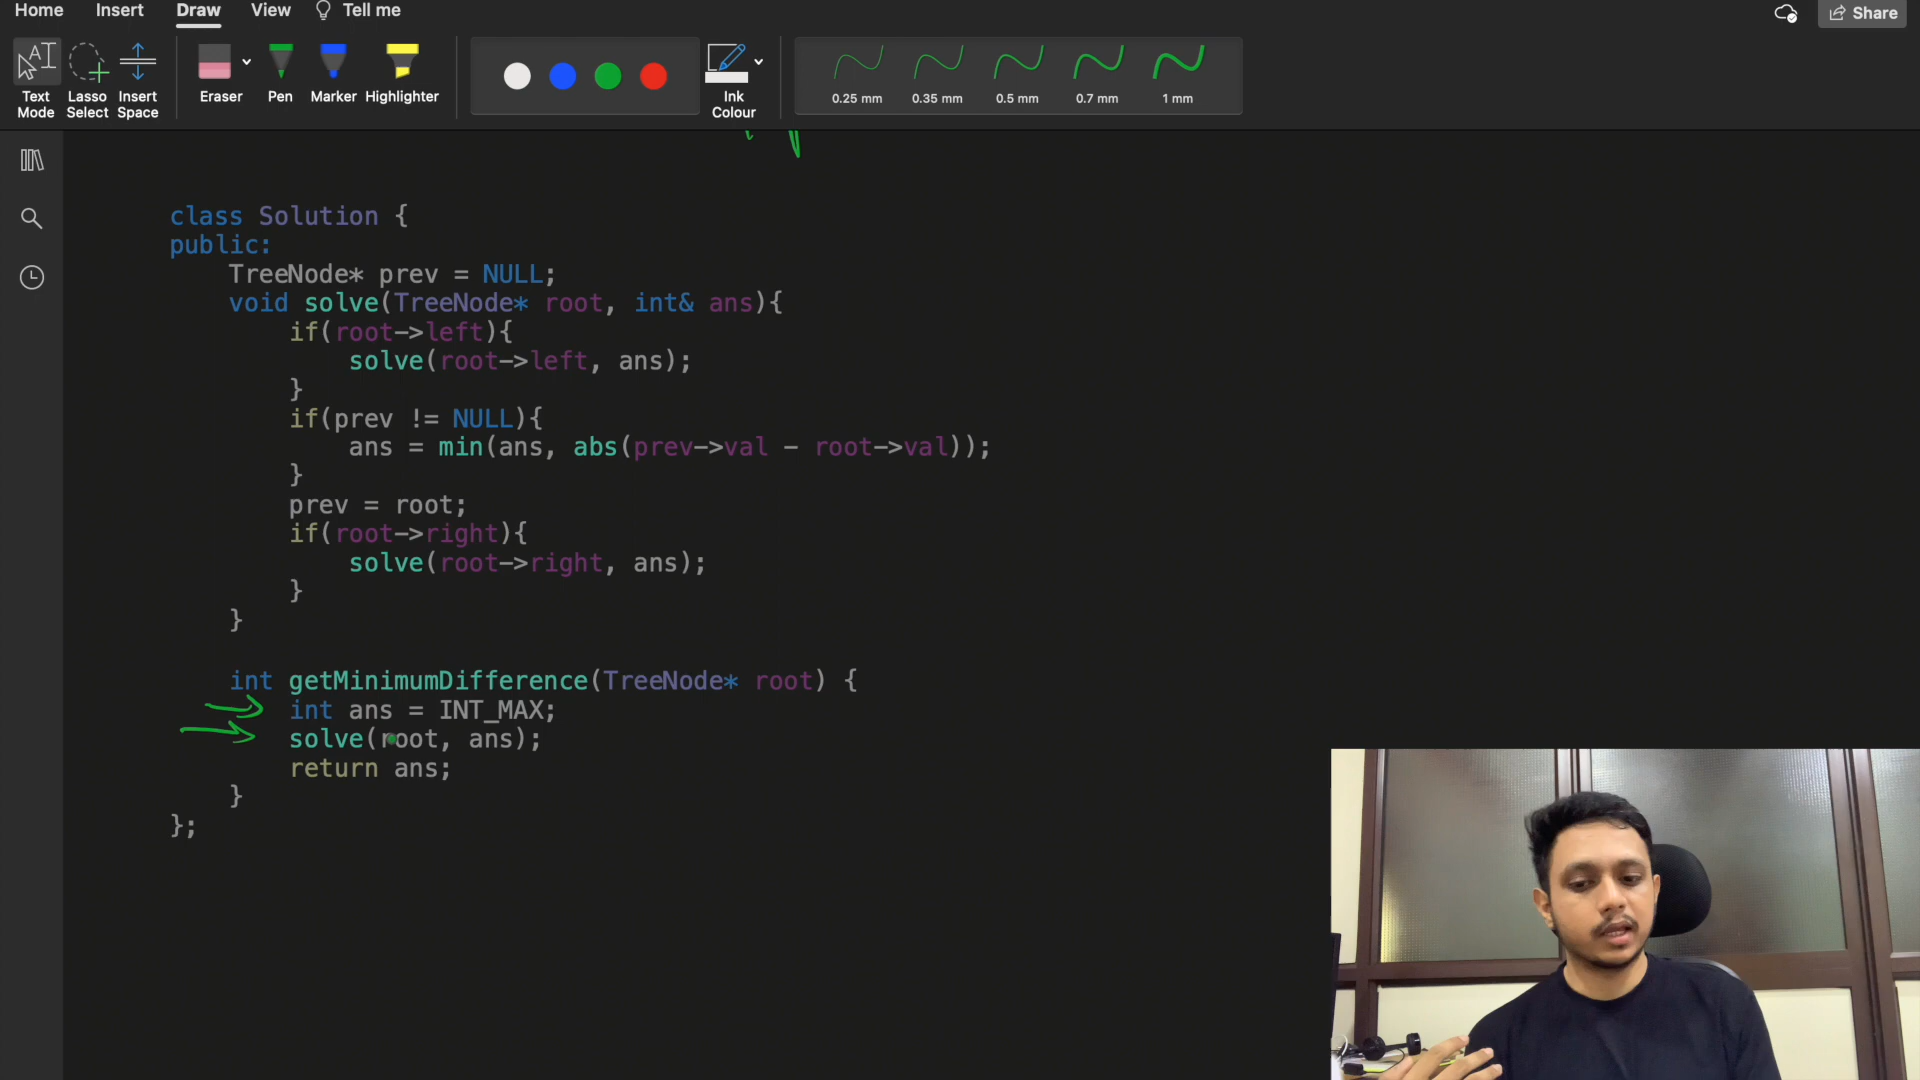 Home Insert Draw View Tell me Share
Text Mode
Lasso Select
Insert Space
Eraser
Pen
Marker
Highlighter
Ink Colour
0.25 mm
0.35 mm
0.5 mm
0.7 mm
1 mm
class Solution {
public:
    TreeNode* prev = NULL;
    void solve(TreeNode* root, int& ans){
        if(root->left){
            solve(root->left, ans);
        }
        if(prev != NULL){
            ans = min(ans, abs(prev->val - root->val));
        }
        prev = root;
        if(root->right){
            solve(root->right, ans);
        }
    }
    int getMinimumDifference(TreeNode* root) {
        int ans = INT_MAX;
        solve(root, ans);
        return ans;
    }
};